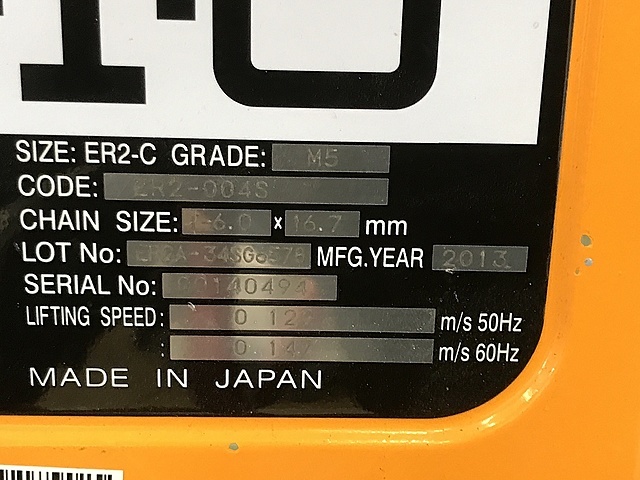 SIZE: ER2-C GRADE: M5
CODE: ER2-004S
CHAIN SIZE: 6.0 × 16.7 mm
LOT No: MFG.YEAR 2013
SERIAL No:
LIFTING SPEED: m/s 50Hz
: m/s 60Hz
MADE IN JAPAN